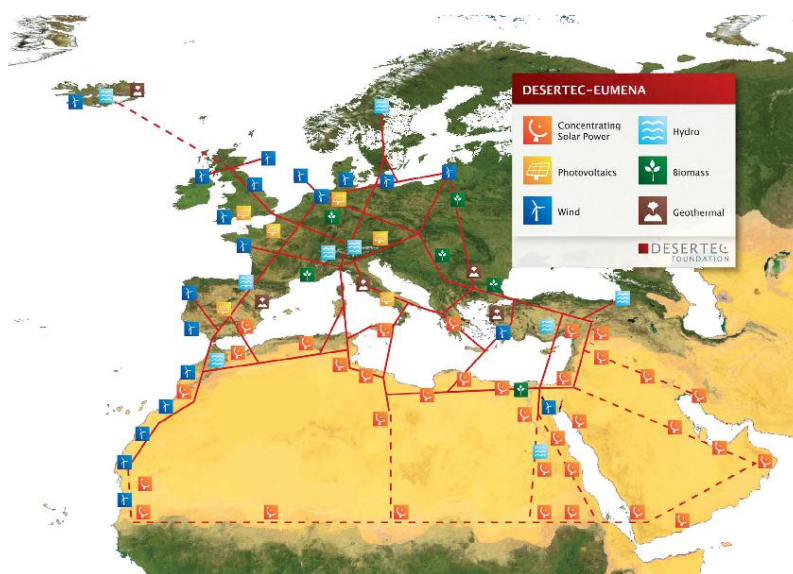 DESERTEC-EUMENA
Concentrating
Solar Power
Hydro
Photovoltaics
Biomass
Wind
Geothermal
DESERTEC
FOUNDATION